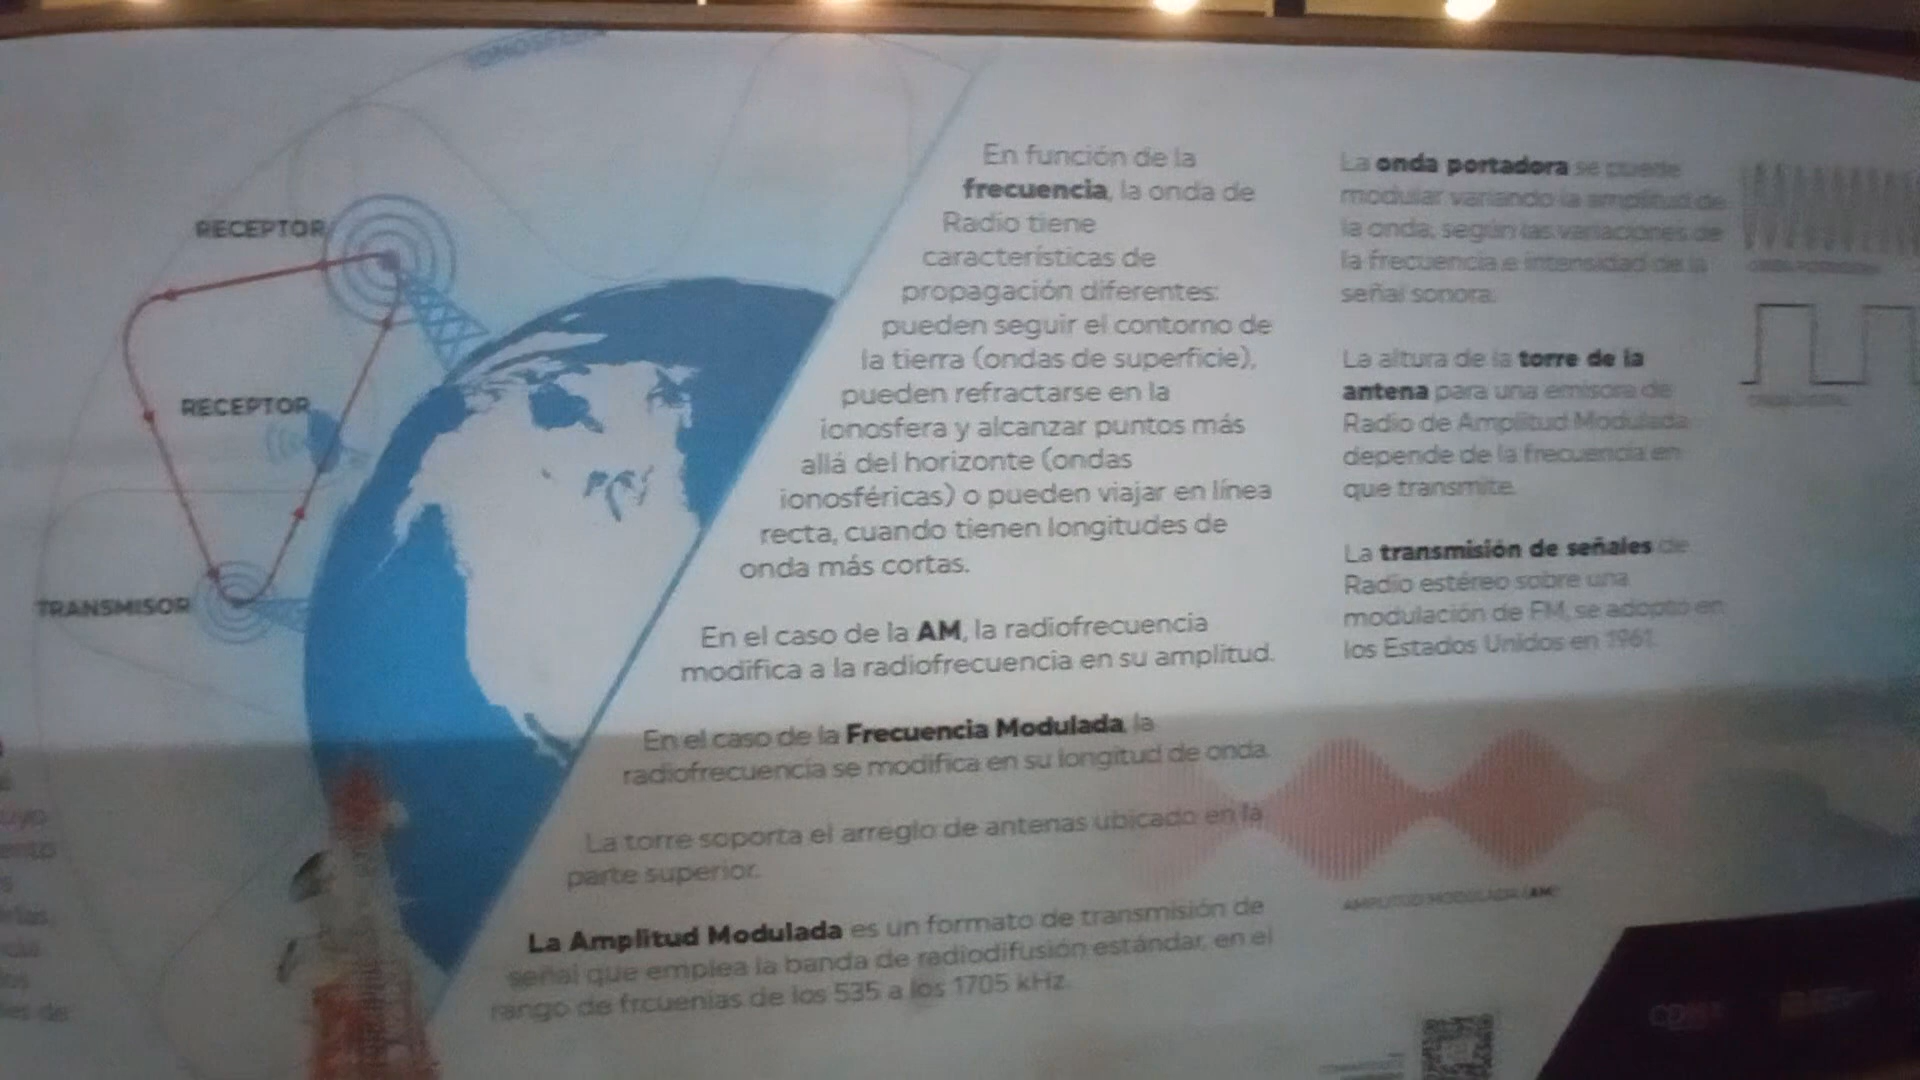 RECEPTOR
RECEPTOR
TRANSMISOR
En función de la
frecuencia, la onda de
Radio tiene
características de
propagación diferentes:
pueden seguir el contorno de
la tierra (ondas de superficie),
pueden refractarse en la
ionosfera y alcanzar puntos más
allá del horizonte (ondas
ionosféricas) o pueden viajar en línea
recta, cuando tienen longitudes de
onda más cortas.
En el caso de la AM, la radiofrecuencia
modifica a la radiofrecuencia en su amplitud.
En el caso de la Frecuencia Modulada, la
radiofrecuencia se modifica en su longitud de onda.
La torre soporta el arreglo de antenas ubicado en la
parte superior.
La Amplitud Modulada es un formato de transmisión de
señal que emplea la banda de radiodifusión estándar, en el
rango de frcuenias de los 535 a los 1705 kHz.
La onda portadora se puede
modular variando la amplitud de
la onda, según las variaciones de
la frecuencia e intensidad de la
señal sonora.
La altura de la torre de la
antena para una emisora de
Radio de Amplitud Modulada
depende de la frecuencia en
que transmite.
La transmisión de señales de
Radio estéreo sobre una
modulación de FM, se adoptó en
los Estados Unidos en 1961.
AMPLITUD MODULADA (AM)